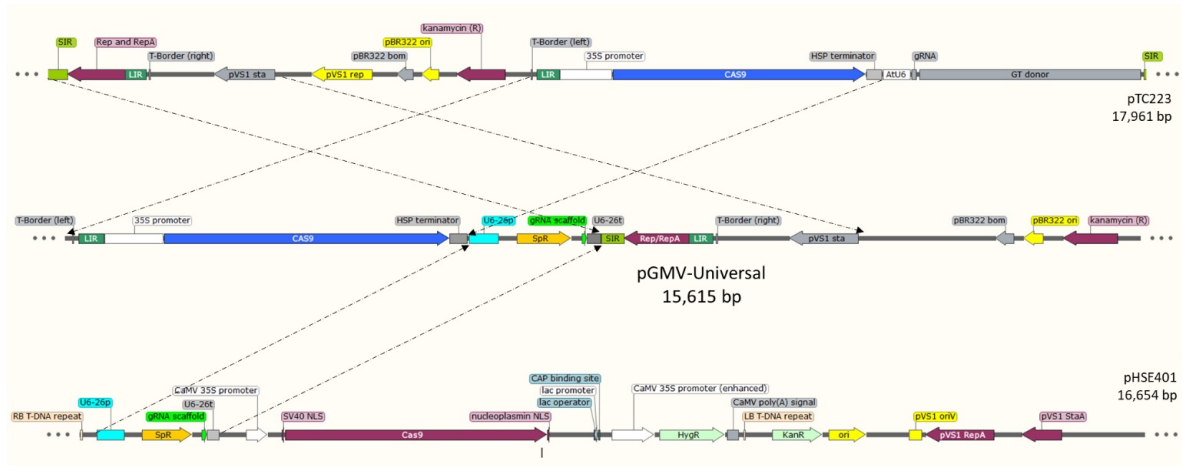 kanamycin (R)
SIR
Rep and RepA
T-Border (right)
pBR322 bom
pBR322 ori
T-Border (left)
35S promoter
HSP terminator
gRNA
SIR
LIR
pVS1 sta
pVS1 rep
LIR
CAS9
AtU6
GT donor
pTC223
17,961 bp
T-Border (left)
35S promoter
HSP terminator
U6-26p
gRNA scaffold
U6-26t
T-Border (right)
pBR322 bom
pBR322 ori
kanamycin (R)
LIR
CAS9
SpR
SIR
Rep/RepA
LIR
pVS1 sta
pGMV-Universal
15,615 bp
pHSE401
16,654 bp
RB T-DNA repeat
U6-26p
gRNA scaffold
U6-26t
CaMV 35S promoter
SV40 NLS
nucleoplasmin NLS
CAP binding site
lac promoter
lac operator
CaMV 35S promoter (enhanced)
CaMV poly(A) signal
LB T-DNA repeat
pVS1 oriV
pVS1 StaA
SpR
Cas9
HygR
KanR
ori
pVS1 RepA